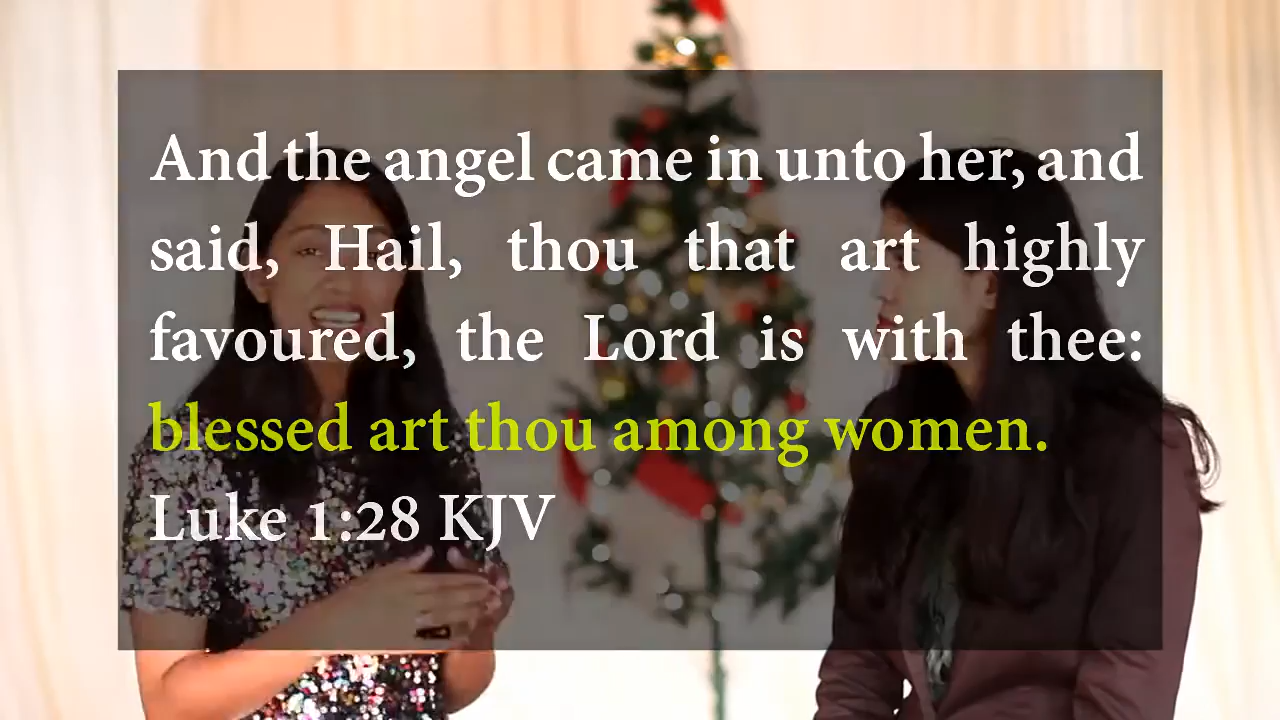 And the angel came in unto her, and
said, Hail, thou that art highly
favoured, the Lord is with thee:
blessed art thou among women.
Luke 1:28 KJV